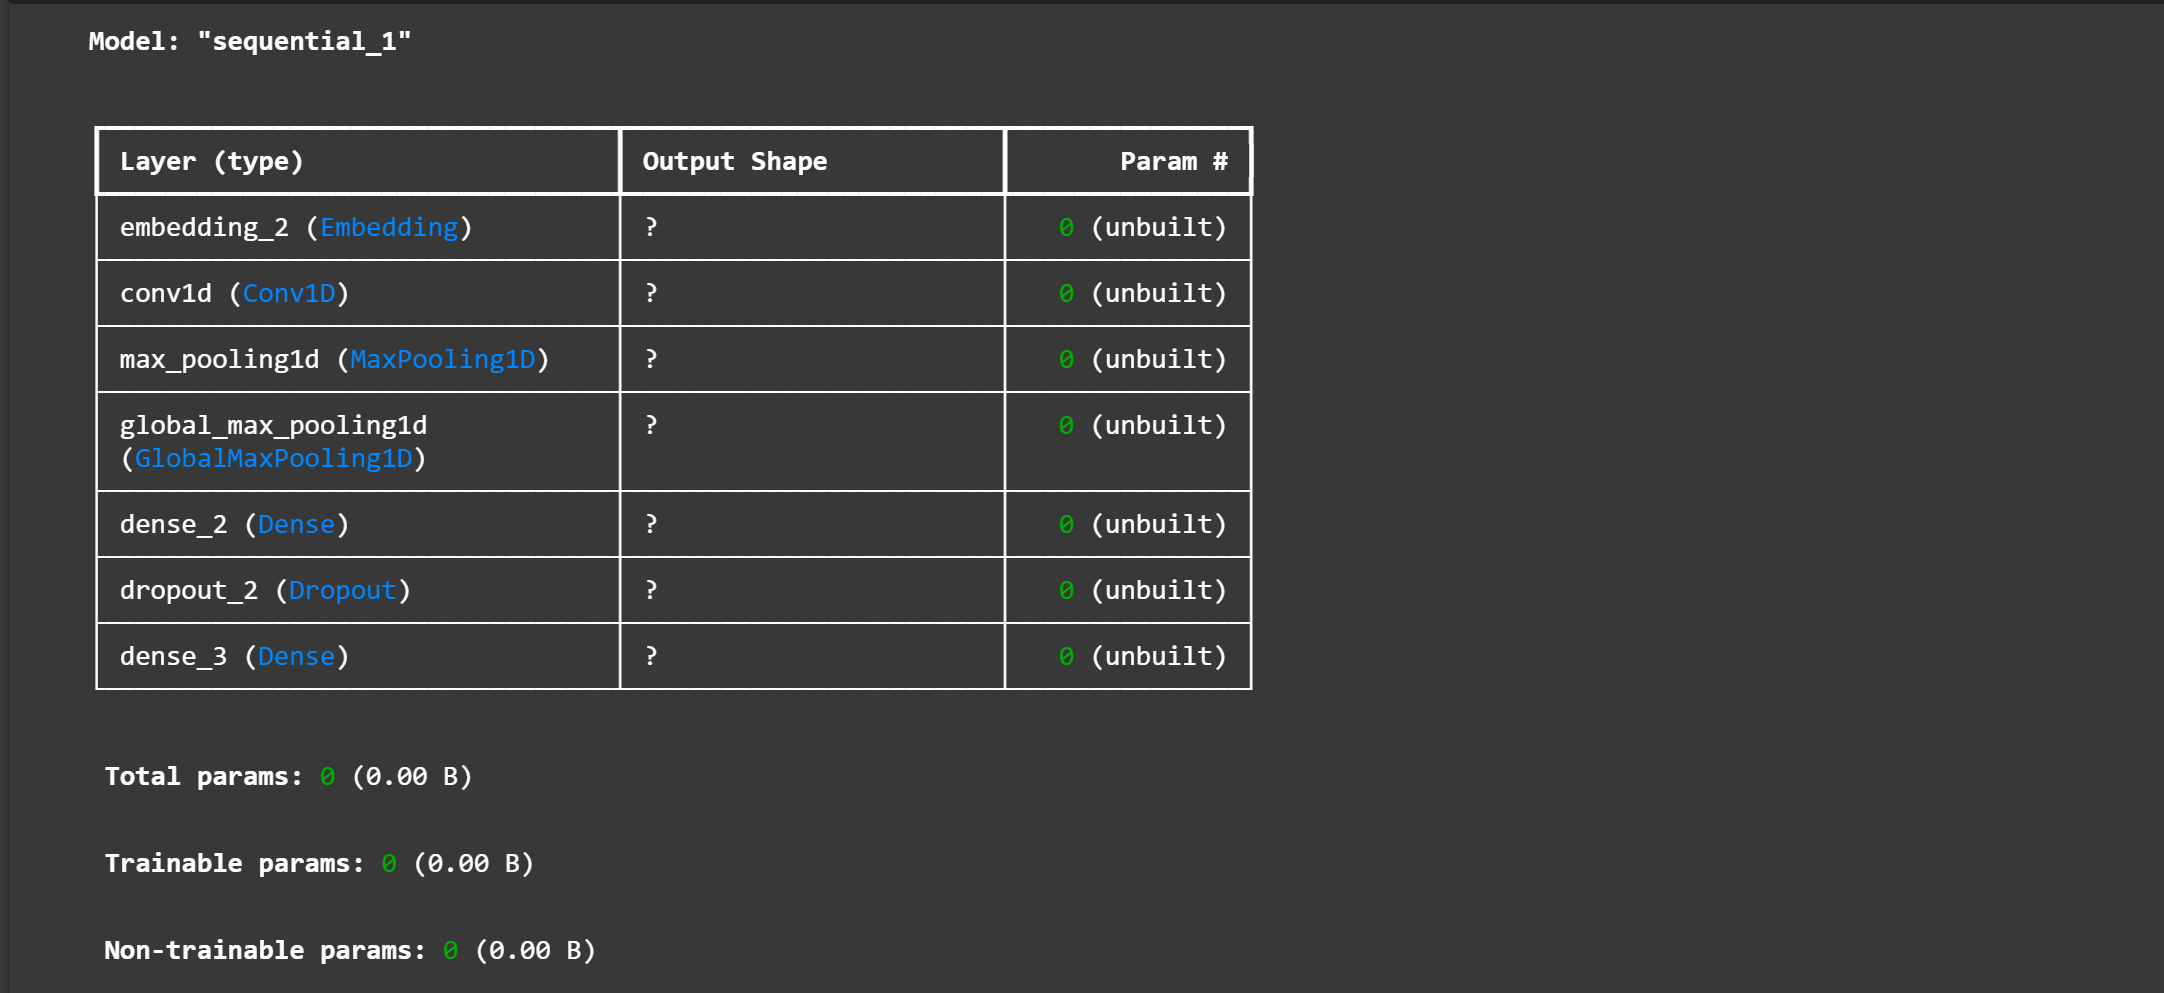 Model: "sequential_1"
Layer (type) Output Shape Param #
embedding_2 (Embedding) ? 0 (unbuilt)
conv1d (Conv1D) ? 0 (unbuilt)
max_pooling1d (MaxPooling1D) ? 0 (unbuilt)
global_max_pooling1d ? 0 (unbuilt)
(GlobalMaxPooling1D)
dense_2 (Dense) ? 0 (unbuilt)
dropout_2 (Dropout) ? 0 (unbuilt)
dense_3 (Dense) ? 0 (unbuilt)
Total params: 0 (0.00 B)
Trainable params: 0 (0.00 B)
Non-trainable params: 0 (0.00 B)